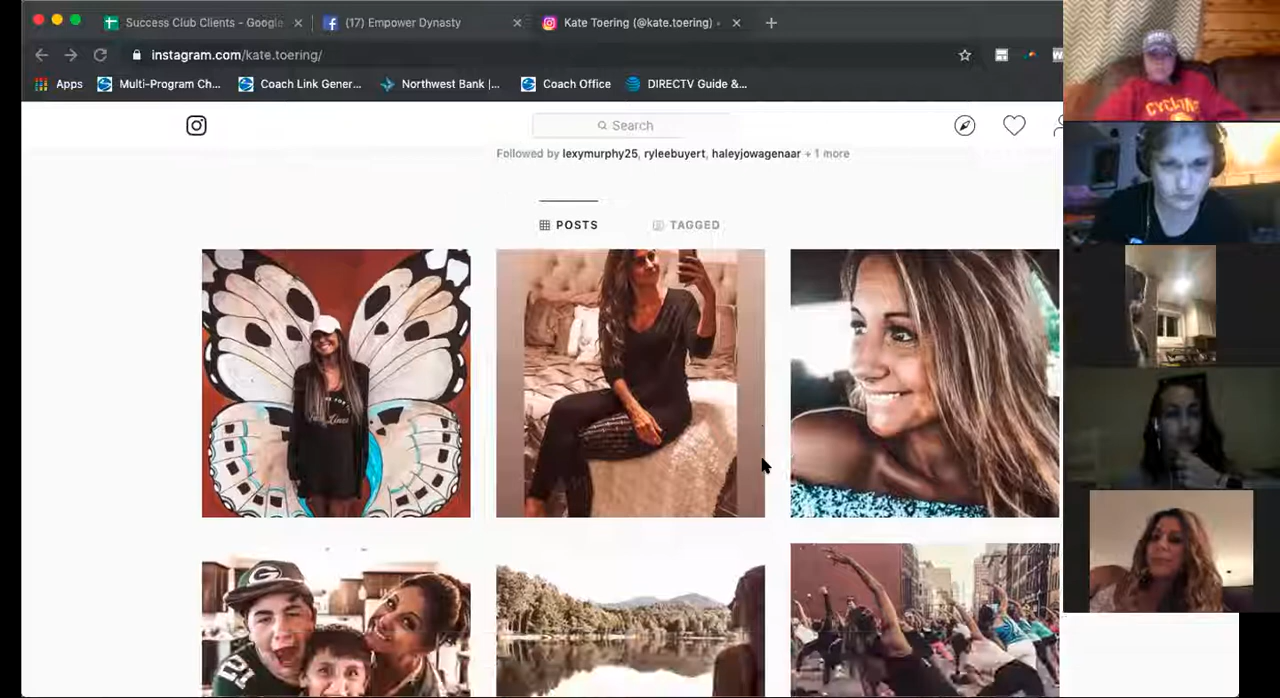 Success Club Clients - Google
(17) Empower Dynasty
Kate Toering (@kate.toering) •
instagram.com/kate.toering/
Apps
Multi-Program Ch...
Coach Link Gener...
Northwest Bank |...
Coach Office
DIRECTV Guide &...
Search
Followed by lexymurphy25, ryleebuyert, haleyjowagenaar + 1 more
POSTS
TAGGED
G
21